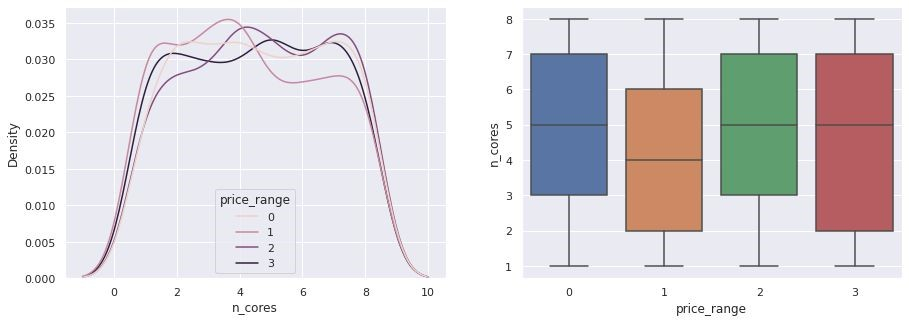 0.035
0.030
0.025
0.020
0.015
0.010
0.005
0.000
Density
0 2 4 6 8 10
n_cores
price_range
0
1
2
3
8
7
6
5
4
3
2
1
n_cores
0 1 2 3
price_range